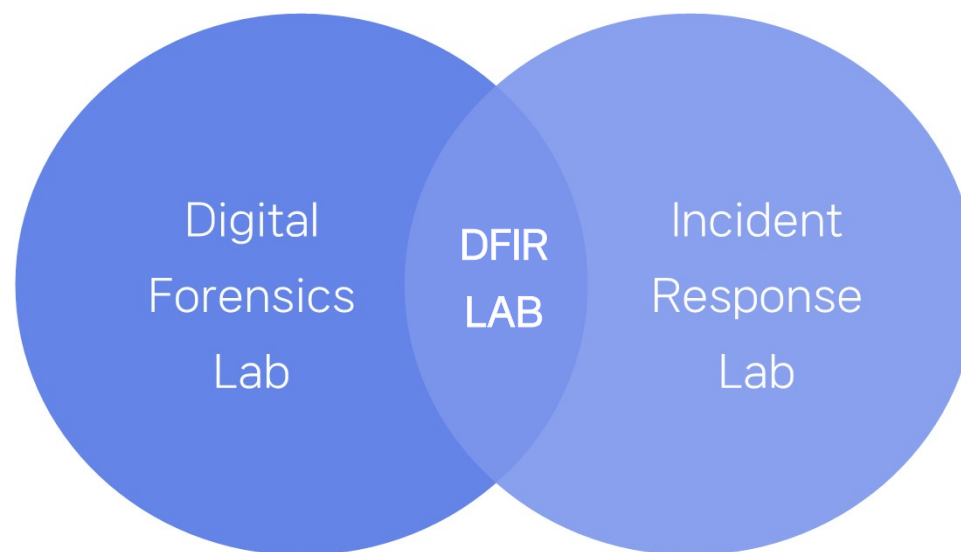 Digital
Forensics
Lab
DFIR
LAB
Incident
Response
Lab